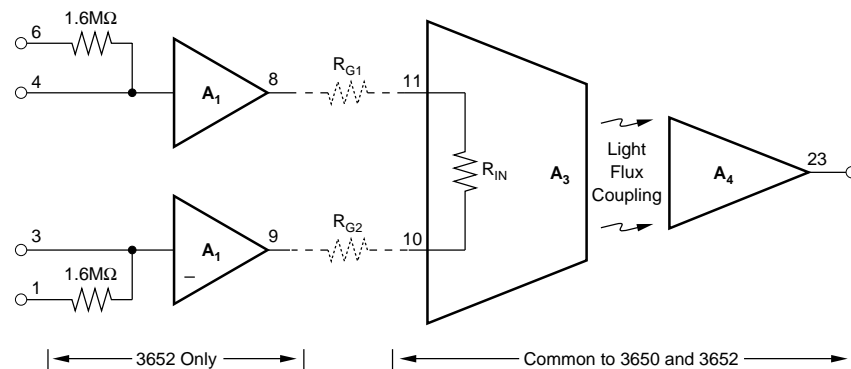 6
1.6MΩ
4
A1
8
RG1
11
RIN
A3
Light
Flux
Coupling
A4
23
3
A1
–
9
RG2
10
1.6MΩ
1
3652 Only
Common to 3650 and 3652